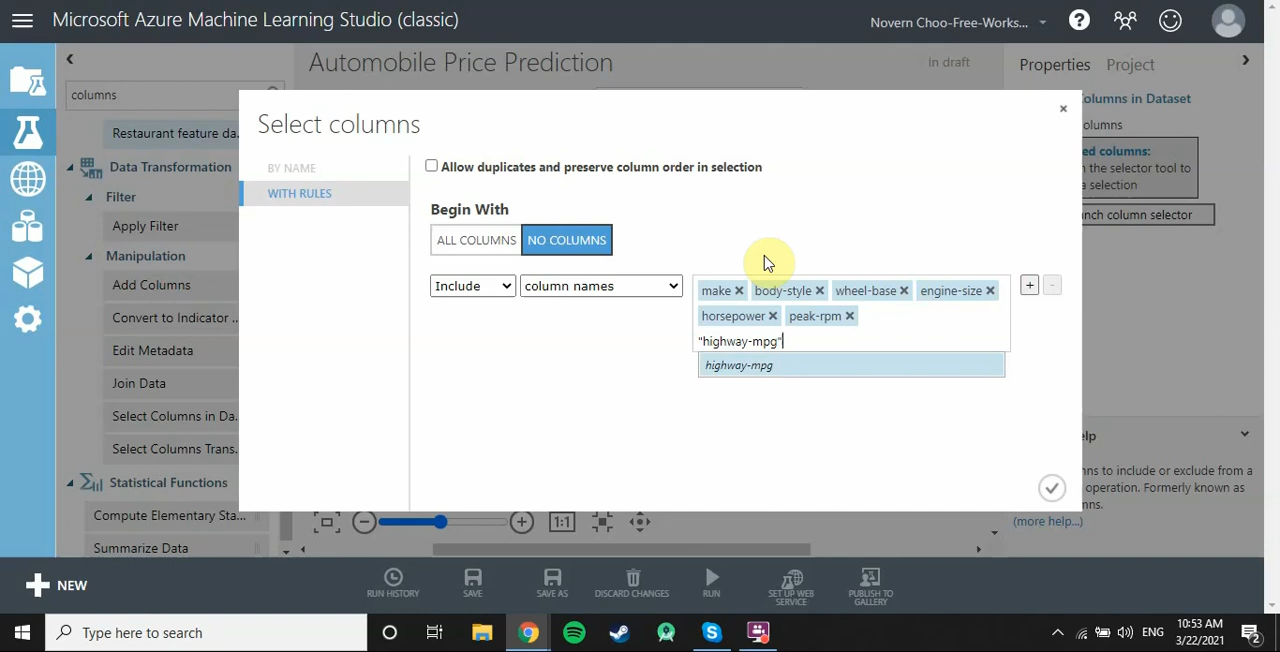 Microsoft Azure Machine Learning Studio (classic)
Novern Choo-Free-Works...
?
columns
Automobile Price Prediction
In draft
Properties
Project
Restaurant feature da...
Data Transformation
Filter
Apply Filter
Manipulation
Add Columns
Convert to Indicator ...
Edit Metadata
Join Data
Select Columns in Da...
Select Columns Trans...
Statistical Functions
Compute Elementary Sta...
Summarize Data
Select columns
×
BY NAME
WITH RULES
Allow duplicates and preserve column order in selection
Begin With
ALL COLUMNS
NO COLUMNS
Include
column names
make × body-style × wheel-base × engine-size ×
horsepower × peak-rpm ×
"highway-mpg"
highway-mpg
+
-
olumns in Dataset
olumns
ed columns:
n the selector tool to
a selection
nch column selector
elp
ns to include or exclude from a
operation. Formerly known as
ns.
(more help...)
1:1
NEW
RUN HISTORY
SAVE
SAVE AS
DISCARD CHANGES
RUN
SET UP WEB
SERVICE
PUBLISH TO
GALLERY
Type here to search
ENG
10:53 AM
3/22/2021
2